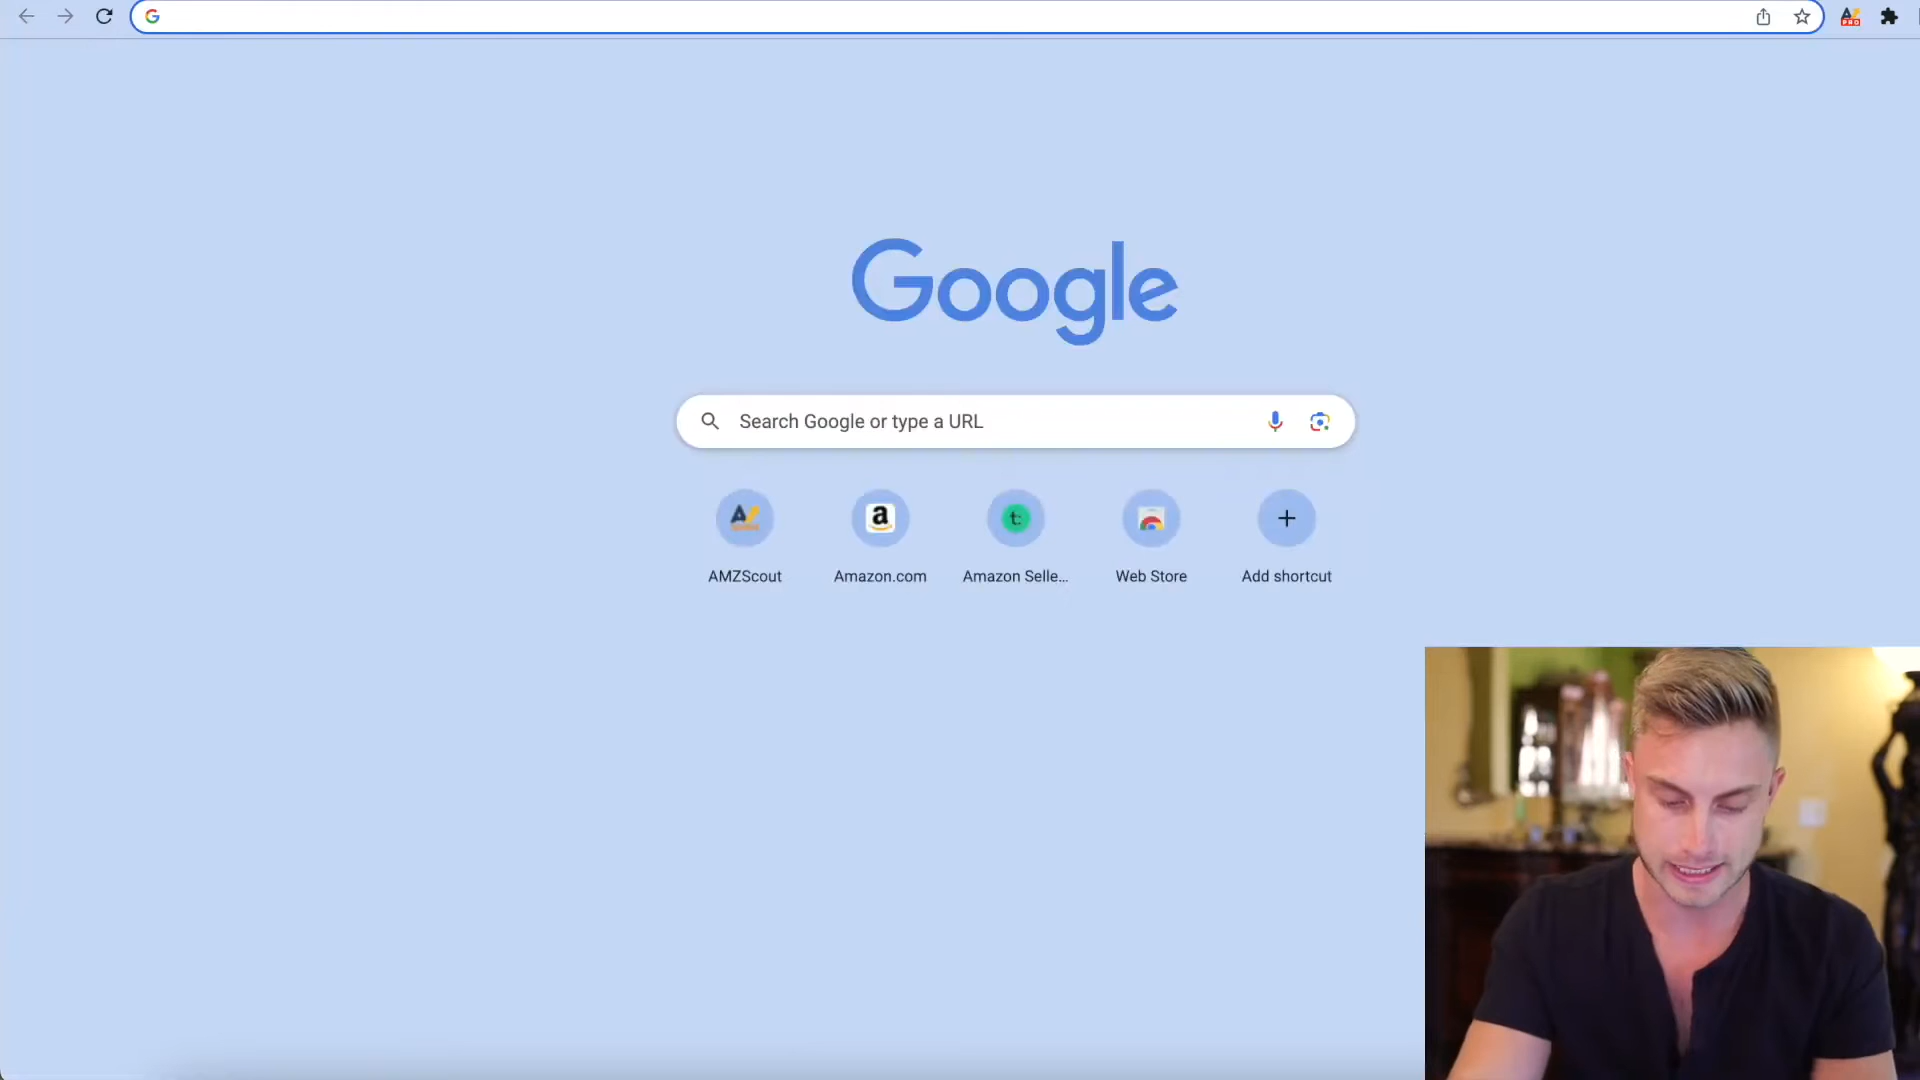 Google
Search Google or type a URL
AMZScout
Amazon.com
Amazon Selle...
Web Store
Add shortcut